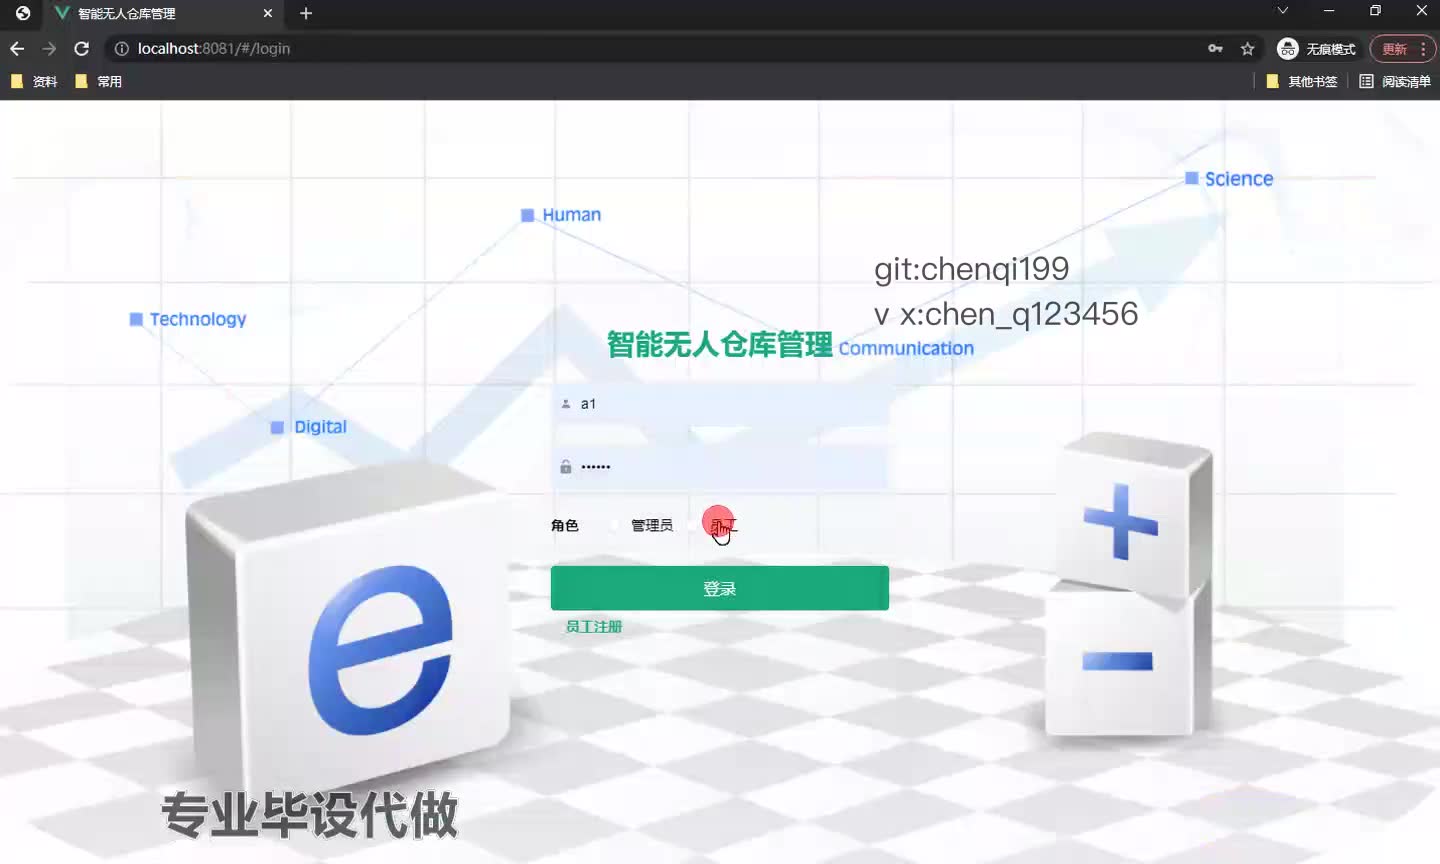 智能无人仓库管理
localhost:8081/#/login
无痕模式
更新
资料
常用
其他书签
阅读清单
Science
Human
git:chenqi199
v x:chen_q123456
Technology
智能无人仓库管理
Communication
a1
Digital
••••••
角色
管理员
员工
登录
员工注册
e
+
-
专业毕设代做